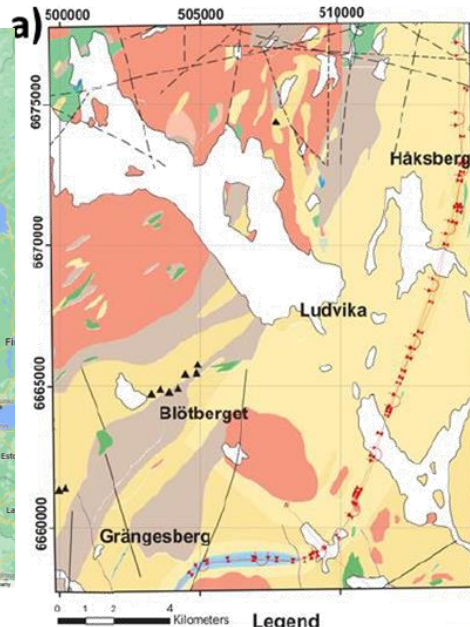 a)
500000
505000
510000
6675000
Håksberg
6670000
Ludvika
6665000
Blötberget
6660000
Grängesberg
0 1 2 4
Kilometers
Legend